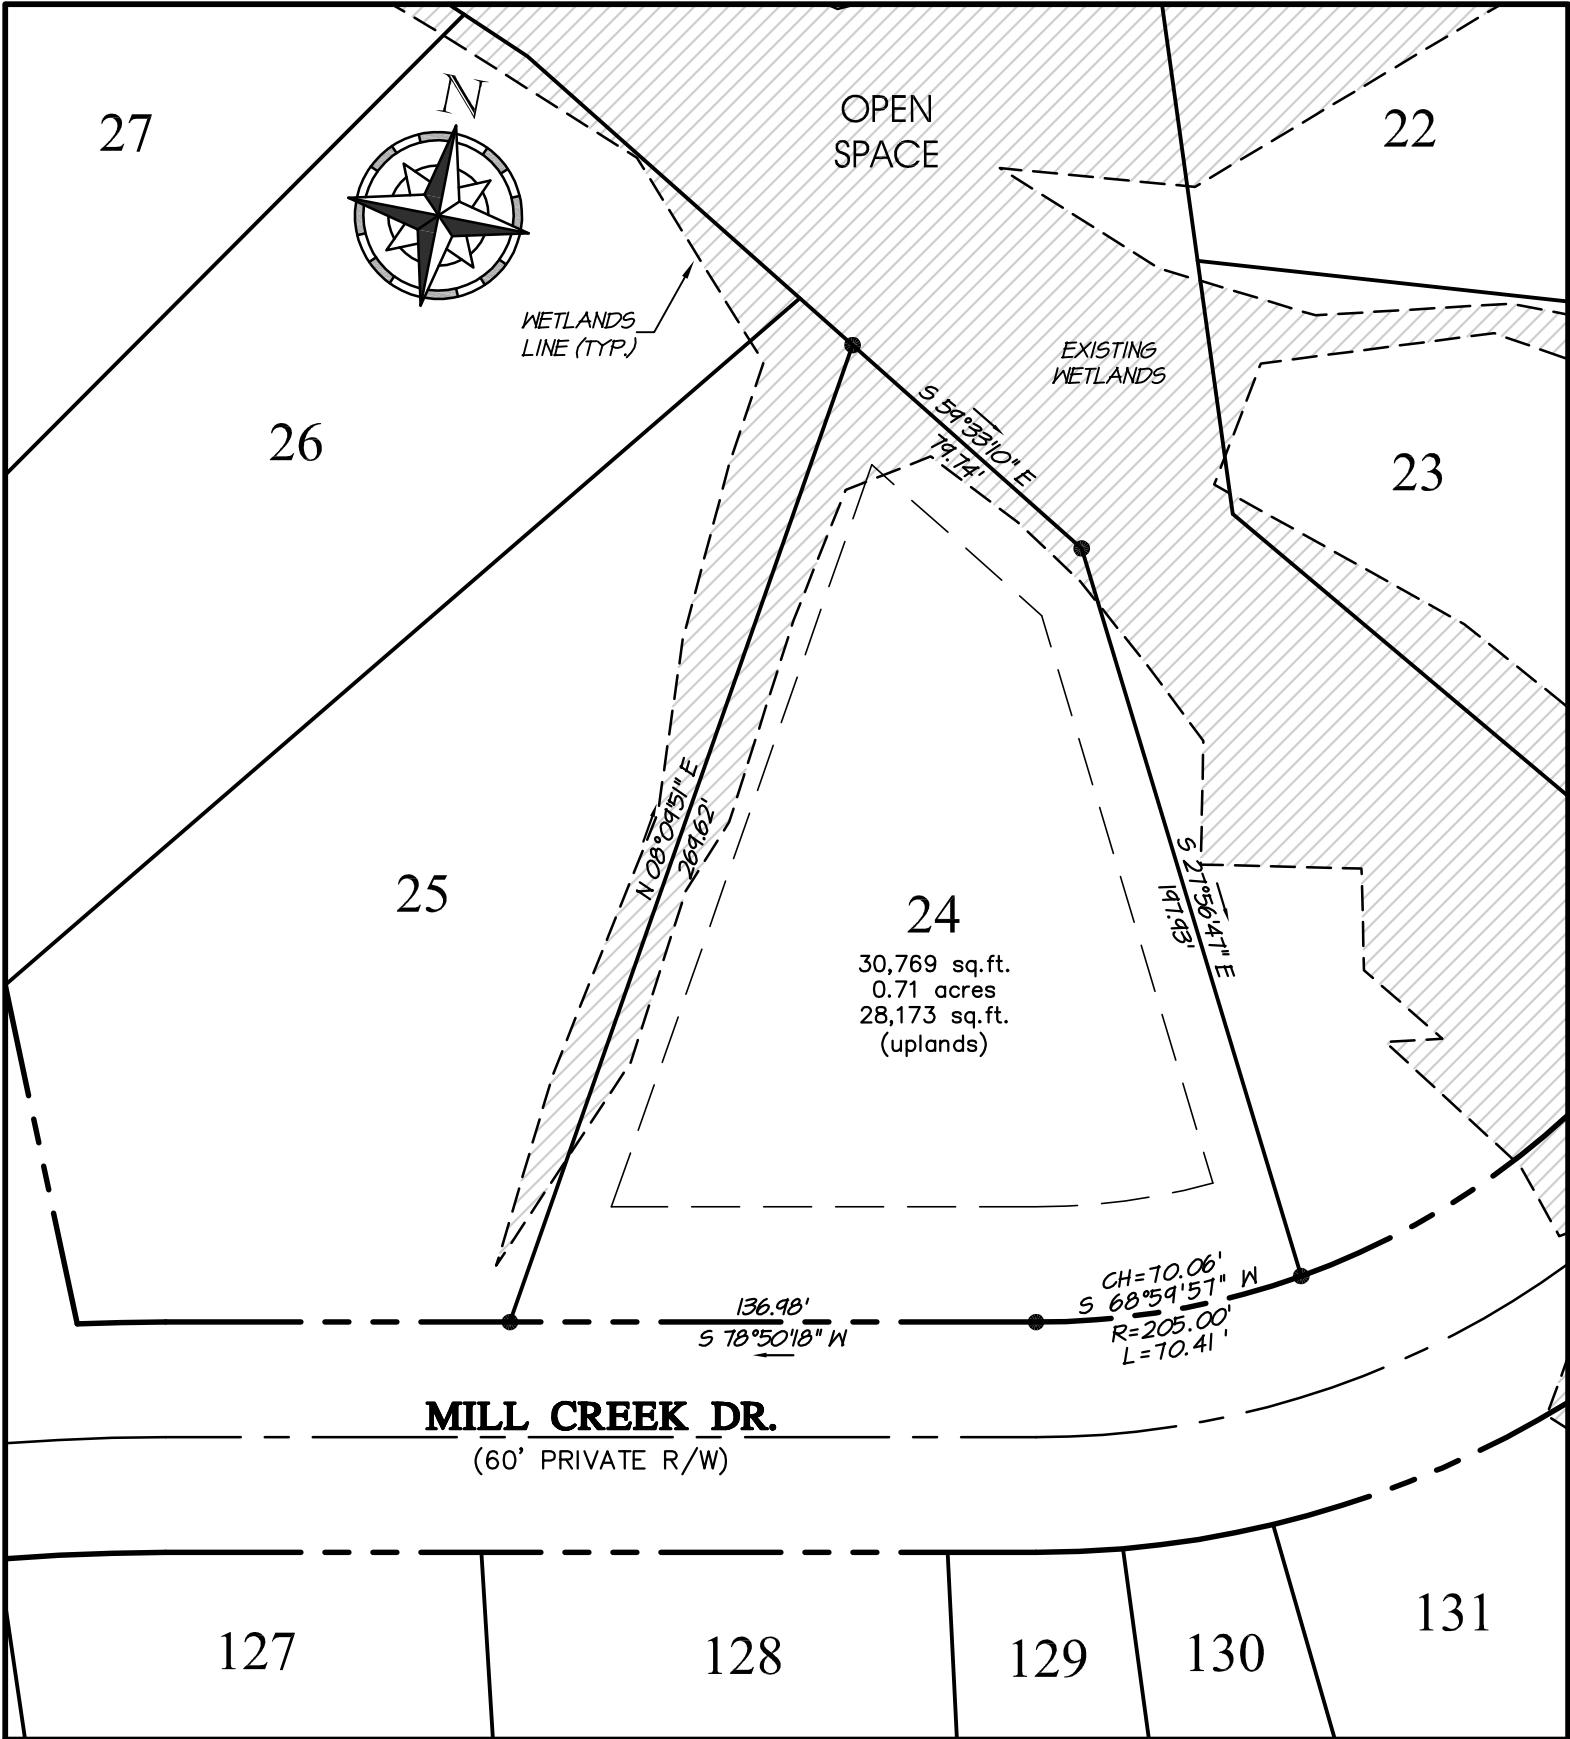 N
27
OPEN
SPACE
22
WETLANDS
LINE (TYP.)
EXISTING
WETLANDS
26
S 59°33'10" E
79.74'
23
N 08°09'51" E
269.62'
S 27°56'47" E
197.93'
25
24
30,769 sq.ft.
0.71 acres
28,173 sq.ft.
(uplands)
136.98'
S 78°50'18" W
CH=70.06'
S 68°59'57" W
R=205.00'
L=70.41'
MILL CREEK DR.
(60' PRIVATE R/W)
127
128
129
130
131